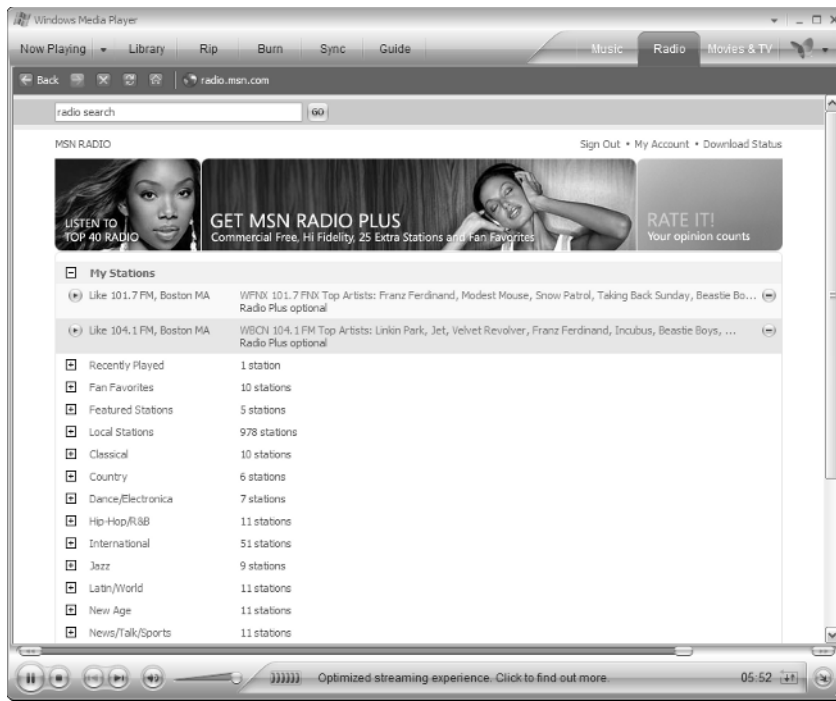 Windows Media Player
Now Playing Library Rip Burn Sync Guide Music Radio Movies & TV
Back radio.msn.com
radio search GO
MSN RADIO Sign Out • My Account • Download Status
LISTEN TO
TOP 40 RADIO
GET MSN RADIO PLUS
Commercial Free, Hi Fidelity, 25 Extra Stations and Fan Favorites
RATE IT!
Your opinion counts
My Stations
Like 101.7 FM, Boston MA WFNX 101.7 FNX Top Artists: Franz Ferdinand, Modest Mouse, Snow Patrol, Taking Back Sunday, Beastie Bo...
Radio Plus optional
Like 104.1 FM, Boston MA WBCN 104.1 FM Top Artists: Linkin Park, Jet, Velvet Revolver, Franz Ferdinand, Incubus, Beastie Boys, ...
Radio Plus optional
Recently Played 1 station
Fan Favorites 10 stations
Featured Stations 5 stations
Local Stations 978 stations
Classical 10 stations
Country 6 stations
Dance/Electronica 7 stations
Hip-Hop/R&B 11 stations
International 51 stations
Jazz 9 stations
Latin/World 11 stations
New Age 11 stations
News/Talk/Sports 11 stations
Optimized streaming experience. Click to find out more. 05:52